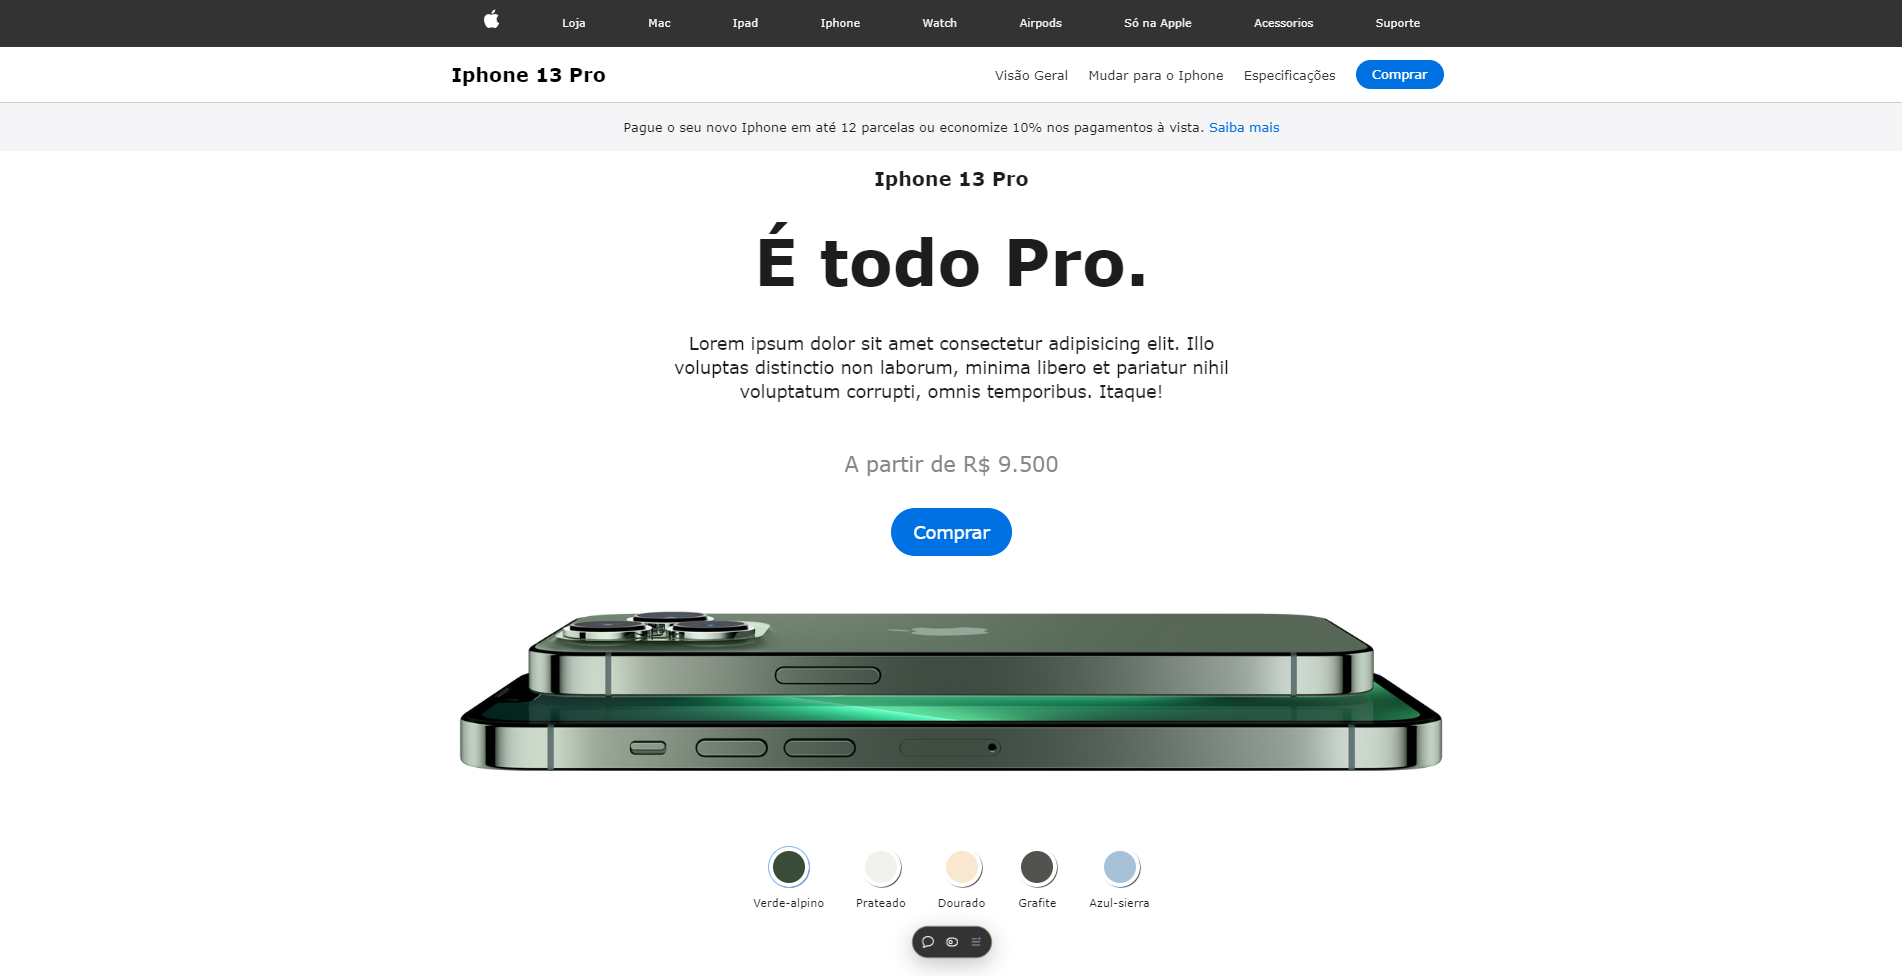 Loja Mac Ipad Iphone Watch Airpods Só na Apple Acessorios Suporte
Iphone 13 Pro Visão Geral Mudar para o Iphone Especificações Comprar
Pague o seu novo Iphone em até 12 parcelas ou economize 10% nos pagamentos à vista. Saiba mais
Iphone 13 Pro
É todo Pro.
Lorem ipsum dolor sit amet consectetur adipisicing elit. Illo
voluptas distinctio non laborum, minima libero et pariatur nihil
voluptatum corrupti, omnis temporibus. Itaque!
A partir de R$ 9.500
Comprar
Verde-alpino Prateado Dourado Grafite Azul-sierra